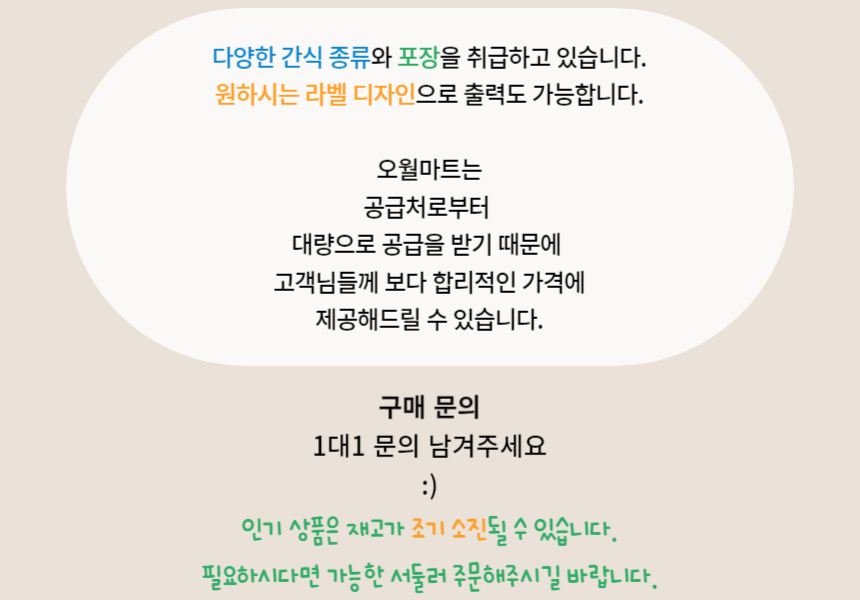 다양한 간식 종류와 포장을 취급하고 있습니다.
원하시는 라벨 디자인으로 출력도 가능합니다.
오월마트는
공급처로부터
대량으로 공급을 받기 때문에
고객님들께 보다 합리적인 가격에
제공해드릴 수 있습니다.
구매 문의
1대1 문의 남겨주세요
:)
인기 상품은 재고가 조기 소진될 수 있습니다.
필요하시다면 가능한 서둘러 주문해주시길 바랍니다.